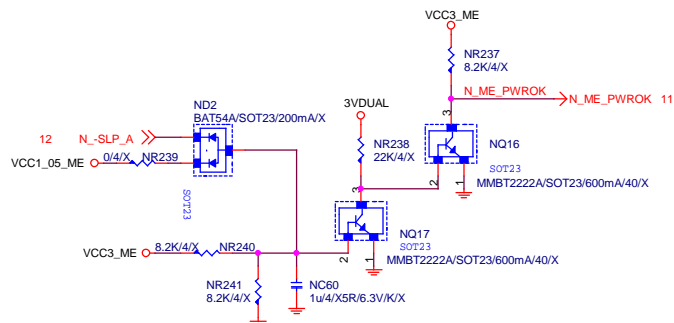 VCC3_ME
NR237
8.2K/4/X
N_ME_PWROK
N_ME_PWROK 11
ND2
BAT54A/SOT23/200mA/X
3VDUAL
12 N_-SLP_A
NR238
22K/4/X
3
NQ16
VCC1_05_ME
0/4/X
NR239
SOT23
SOT23
2
1
MMBT2222A/SOT23/600mA/40/X
3
NQ17
SOT23
VCC3_ME
8.2K/4/X
NR240
2
1
MMBT2222A/SOT23/600mA/40/X
NR241
8.2K/4/X
NC60
1u/4/X5R/6.3V/K/X